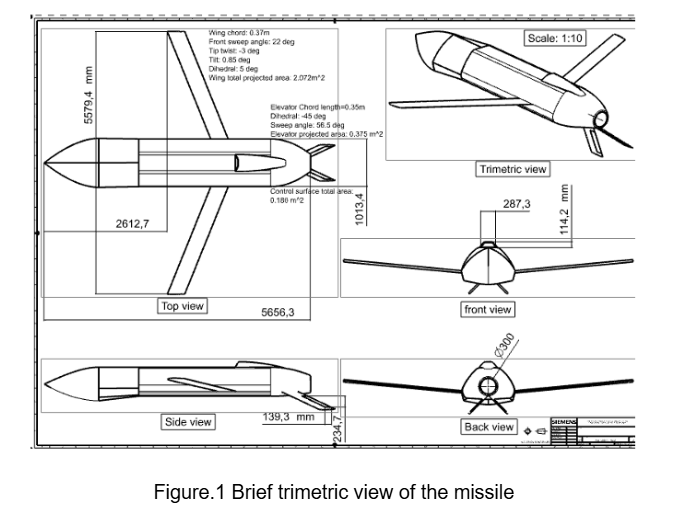 Wing chord: 0.37m
Front sweep angle: 22 deg
Tip twist: -3 deg
Tilt: 0.85 deg
Dihedral: 5 deg
Wing total projected area: 2.072m^2
5579,4 mm
Elevator Chord length=0.35m
Dihedral: -45 deg
Sweep angle: 56.5 deg
Elevator projected area: 0.375 m^2
Control surface total area:
0.188 m^2
2612,7
1013,4
Top view
5656,3
Scale: 1:10
Trimetric view
287,3
114,2 mm
front view
Side view
139,3 mm
234,7
Ø300
Back view
SIEMENS
Figure.1 Brief trimetric view of the missile